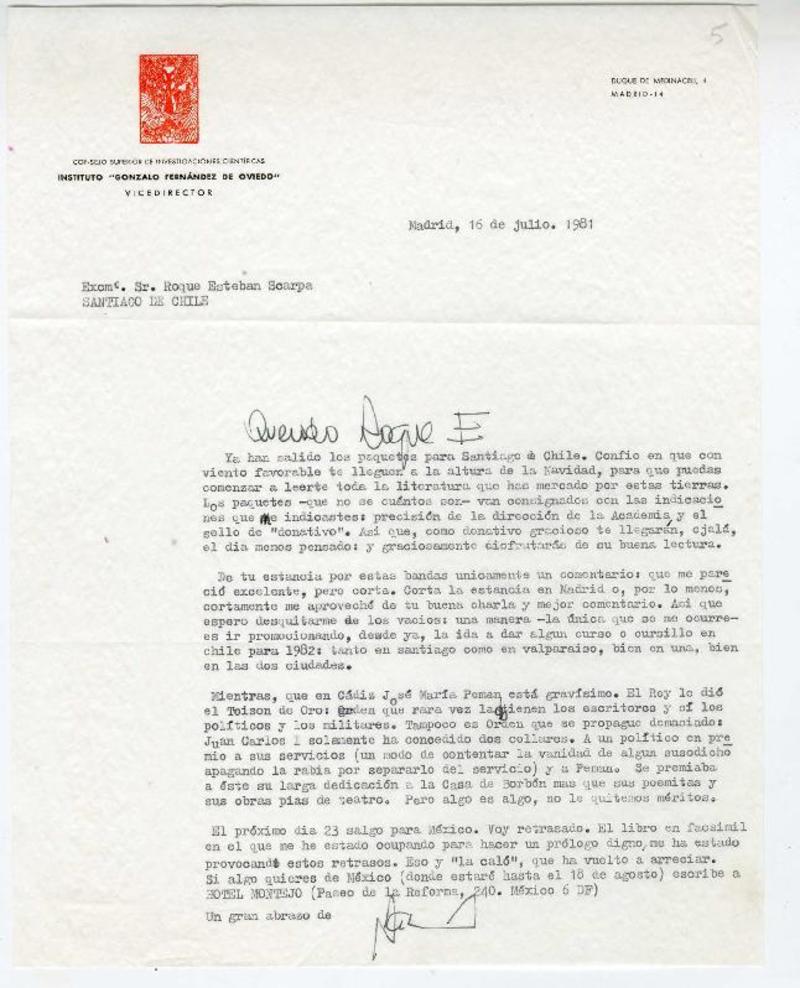 5
DUQUE DE MEDINACELI, 4
MADRID-14
CONSEJO SUPERIOR DE INVESTIGACIONES CIENTIFICAS
INSTITUTO "GONZALO FERNÁNDEZ DE OVIEDO"
VICEDIRECTOR
Madrid, 16 de julio. 1981
Excmº. Sr. Roque Esteban Scarpa
SANTIAGO DE CHILE
Querido Roque E
Ya han salido los paquetes para Santiago de Chile. Confio en que con
viento favorable te lleguen a la altura de la Navidad, para que puedas
comenzar a leerte toda la literatura que has mercado por estas tierras.
Los paquetes -que no se cuántos son- van consignados con las indicacio
nes que me indicastes: precisión de la dirección de la Academia, y el
sello de "donativo". Asi que, como donativo gracioso te llegarán, ojalá,
el dia menos pensado: y graciosamente disfrutarás de su buena lectura.
De tu estancia por estas bandas unicamente un comentario: que me pare
ció excelente, pero corta. Corta la estancia en Madrid o, por lo menos,
cortamente me aproveché de tu buena charla y mejor comentario. Asi que
espero desquitarme de los vacios: una manera -la única que se me ocurre-
es ir promocionando, desde ya, la ida a dar algun curso o cursillo en
chile para 1982: tanto en santiago como en valparaiso, bien en una, bien
en las dos ciudades.
Mientras, que en Cádiz José María Peman está gravísimo. El Rey le dió
el Toison de Oro: Orden que rara vez la tienen los escritores y sí los
políticos y los militares. Tampoco es Orden que se propague demasiado:
Juan Carlos I solamente ha concedido dos collares. A un político en pre
mio a sus servicios (un modo de contentar la vanidad de algun susodicho
apagando la rabia por separarlo del servicio) y a Peman. Se premiaba
a éste su larga dedicación a la Casa de Borbón mas que sus poemitas y
sus obras pias de teatro. Pero algo es algo, no le quitemos méritos.
El próximo dia 23 salgo para México. Voy retrasado. El libro en facsimil
en el que me he estado ocupando para hacer un prólogo digno, me ha estado
provocando estos retrasos. Eso y "la caló", que ha vuelto a arreciar.
Si algo quieres de México (donde estaré hasta el 18 de agosto) escribe a
HOTEL MONTEJO (Paseo de la Reforma, 240. México 6 DF)
Un gran abrazo de